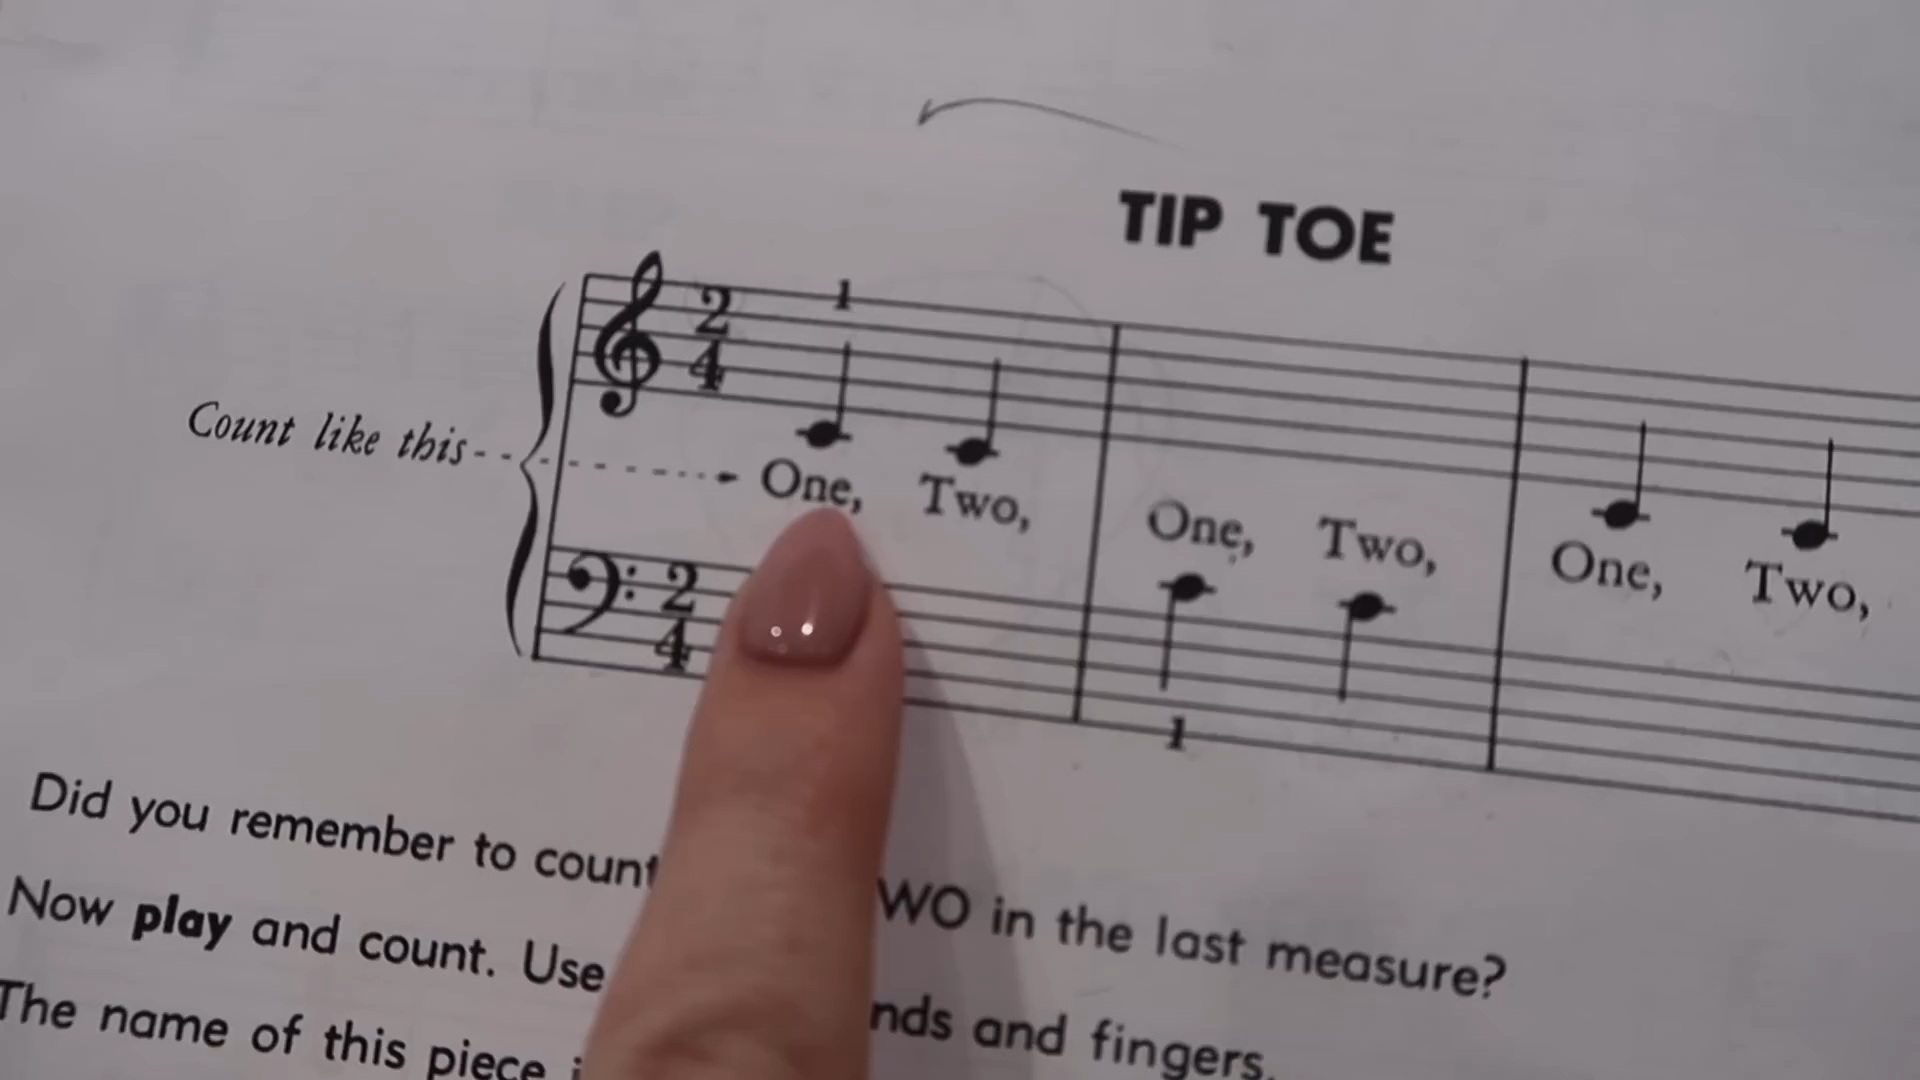 TIP TOE
1
2
4
Count like this
One, Two, One, Two, One, Two,
2
4
1
Did you remember to count WO in the last measure?
Now play and count. Use nds and fingers.
The name of this piece